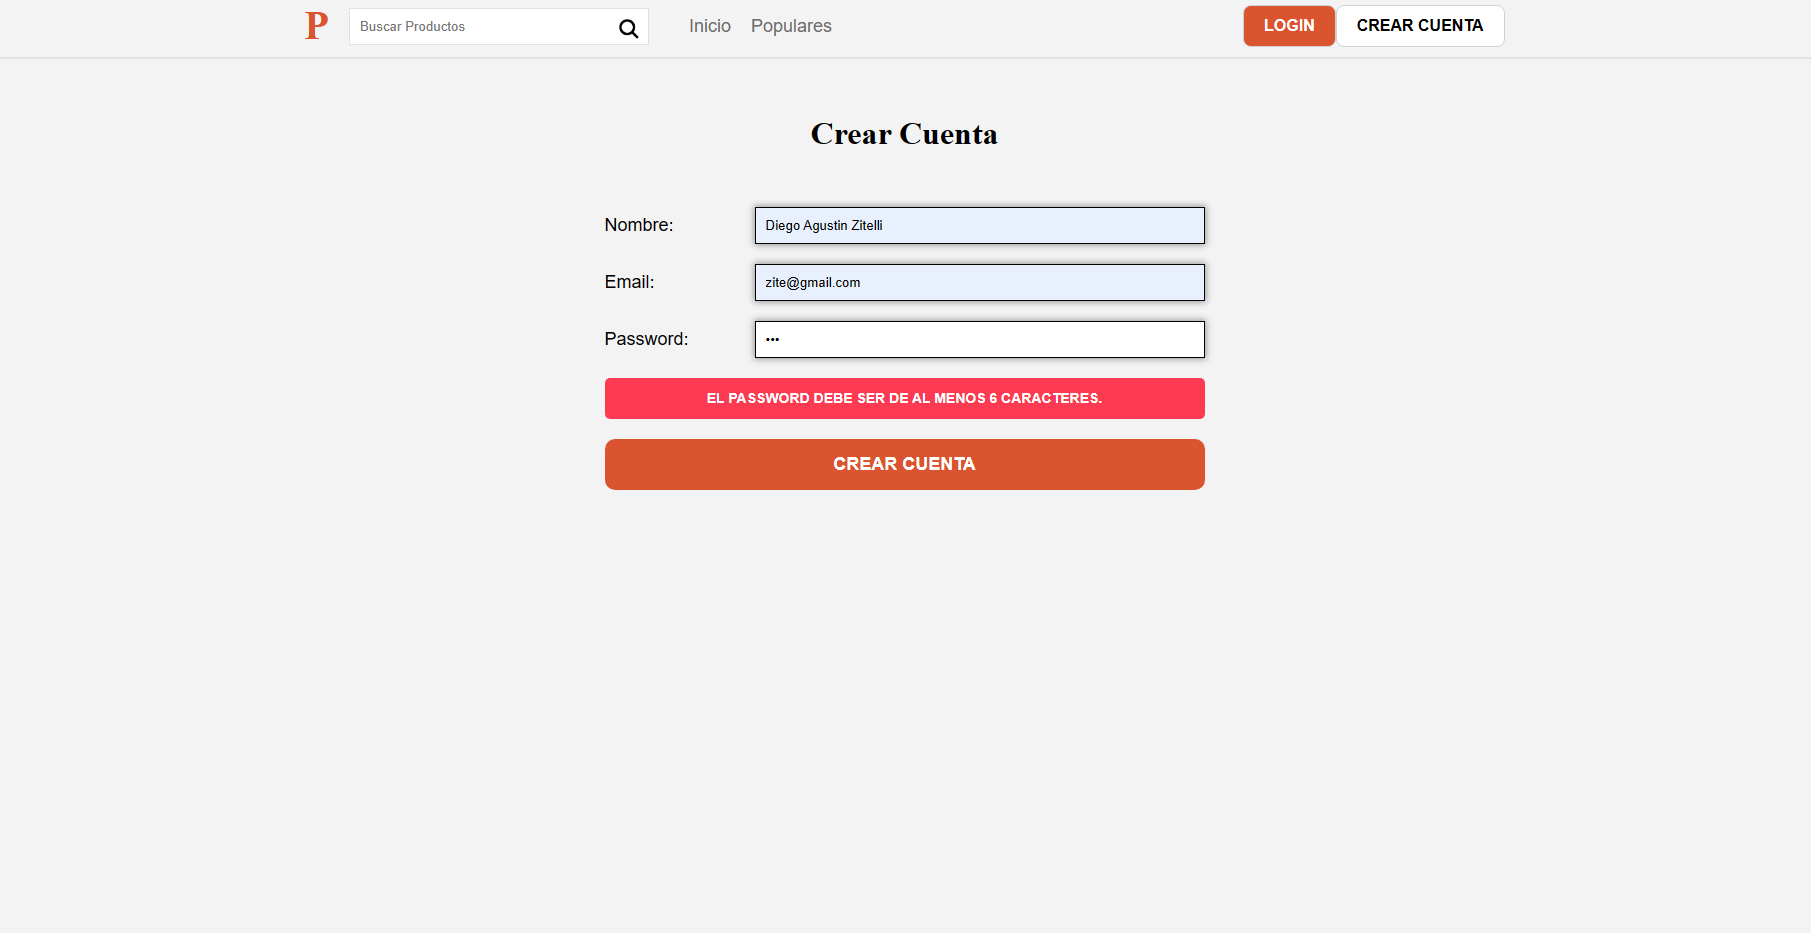 P
Buscar Productos
Inicio
Populares
LOGIN
CREAR CUENTA
Crear Cuenta
Nombre:
Diego Agustin Zitelli
Email:
zite@gmail.com
Password:
•••
EL PASSWORD DEBE SER DE AL MENOS 6 CARACTERES.
CREAR CUENTA